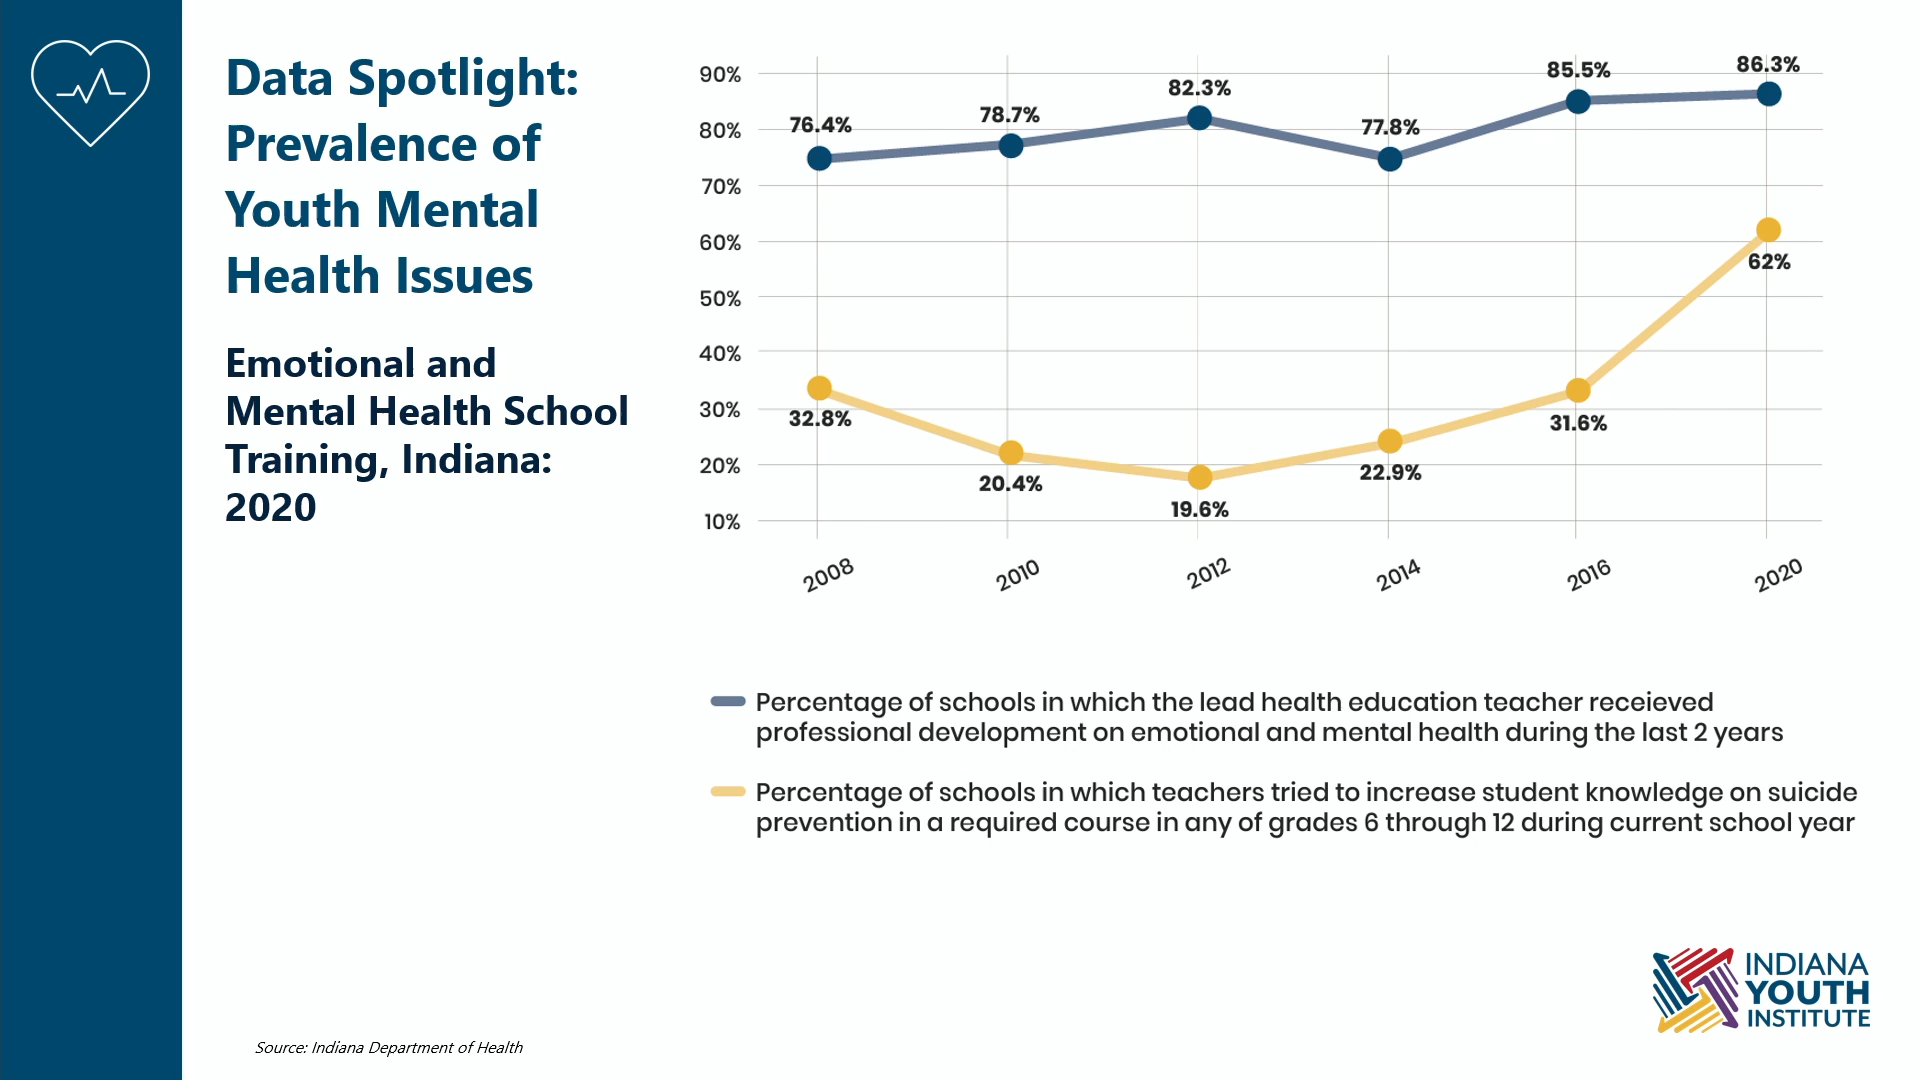 Data Spotlight:
Prevalence of
Youth Mental
Health Issues
Emotional and
Mental Health School
Training, Indiana:
2020
90%
80%
70%
60%
50%
40%
30%
20%
10%
76.4%
78.7%
82.3%
77.8%
85.5%
86.3%
32.8%
20.4%
19.6%
22.9%
31.6%
62%
2008
2010
2012
2014
2016
2020
Percentage of schools in which the lead health education teacher receieved
professional development on emotional and mental health during the last 2 years
Percentage of schools in which teachers tried to increase student knowledge on suicide
prevention in a required course in any of grades 6 through 12 during current school year
INDIANA
YOUTH
INSTITUTE
Source: Indiana Department of Health